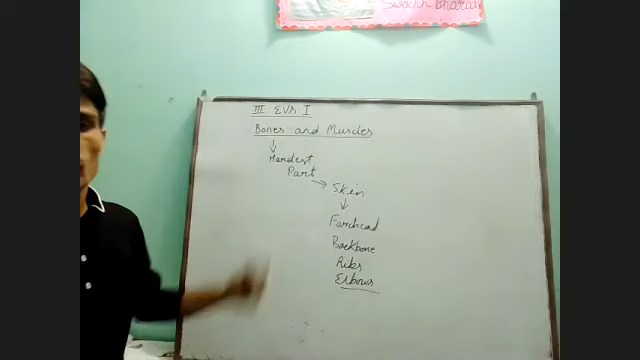 Swachh Bharat
III EVS I
Bones and Muscles
Hardest
Part
Skin
Forehead
Backbone
Ribs
Elbows